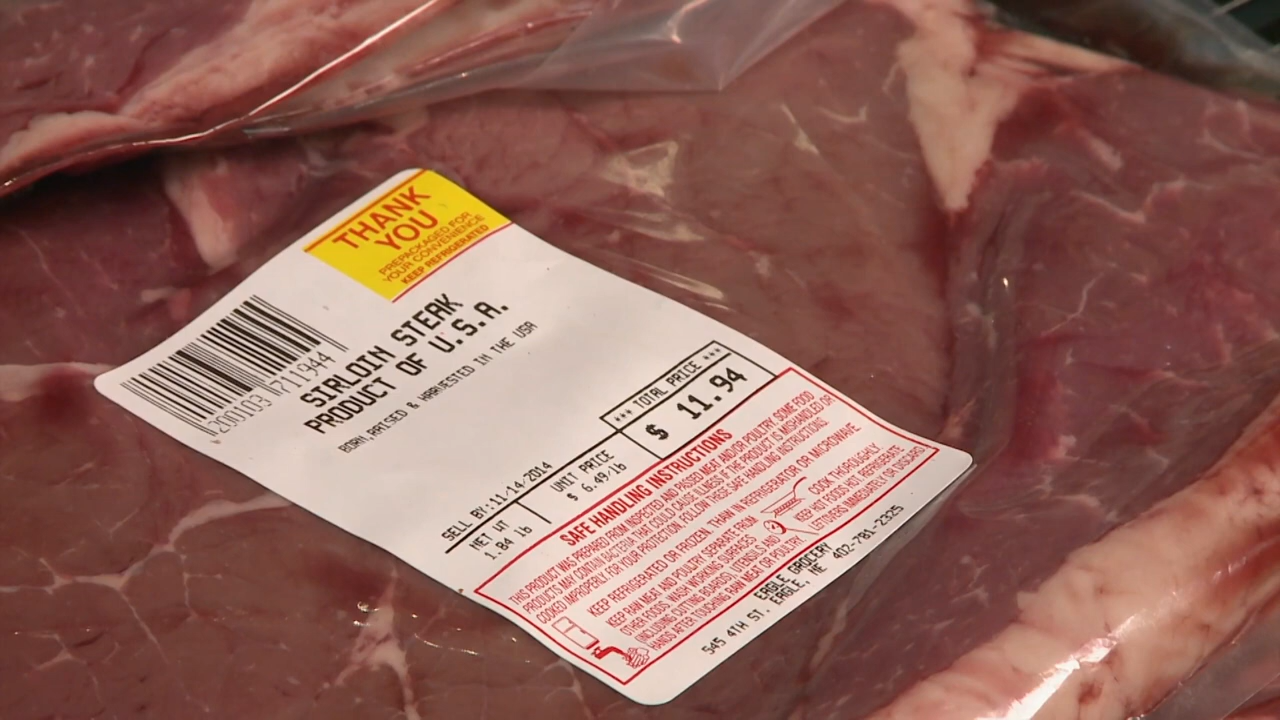 THANK
YOU
PREPACKAGED FOR
YOUR CONVENIENCE
KEEP REFRIGERATED
200103 711944
SIRLOIN STEAK
PRODUCT OF U.S.A.
BORN, RAISED & HARVESTED IN THE USA
SELL BY:11/14/2014
NET WT
1.84 lb
UNIT PRICE
$ 6.49/lb
*** TOTAL PRICE ***
$ 11.94
SAFE HANDLING INSTRUCTIONS
THIS PRODUCT WAS PREPARED FROM INSPECTED AND PASSED MEAT AND/OR POULTRY. SOME FOOD
PRODUCTS MAY CONTAIN BACTERIA THAT COULD CAUSE ILLNESS IF THE PRODUCT IS MISHANDLED OR
COOKED IMPROPERLY. FOR YOUR PROTECTION, FOLLOW THESE SAFE HANDLING INSTRUCTIONS
KEEP REFRIGERATED OR FROZEN. THAW IN REFRIGERATOR OR MICROWAVE
KEEP RAW MEAT AND POULTRY SEPARATE FROM
OTHER FOODS. WASH WORKING SURFACES
(INCLUDING CUTTING BOARDS), UTENSILS, AND
HANDS AFTER TOUCHING RAW MEAT OR POULTRY
COOK THOROUGHLY
KEEP HOT FOODS HOT. REFRIGERATE
LEFTOVERS IMMEDIATELY OR DISCARD
EAGLE GROCERY
545 4TH ST. EAGLE, NE 402-781-2325